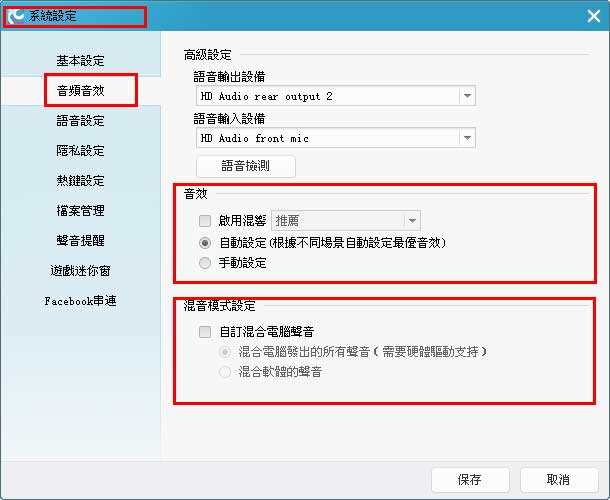 系統設定
基本設定
音頻音效
語音設定
隱私設定
熱鍵設定
檔案管理
聲音提醒
遊戲迷你窗
Facebook串連
高級設定
語音輸出設備
HD Audio rear output 2
語音輸入設備
HD Audio front mic
語音檢測
音效
啟用混響 推薦
自動設定(根據不同場景自動設定最優音效)
手動設定
混音模式設定
自訂混合電腦聲音
混合電腦發出的所有聲音(需要硬體驅動支持)
混合軟體的聲音
保存 取消